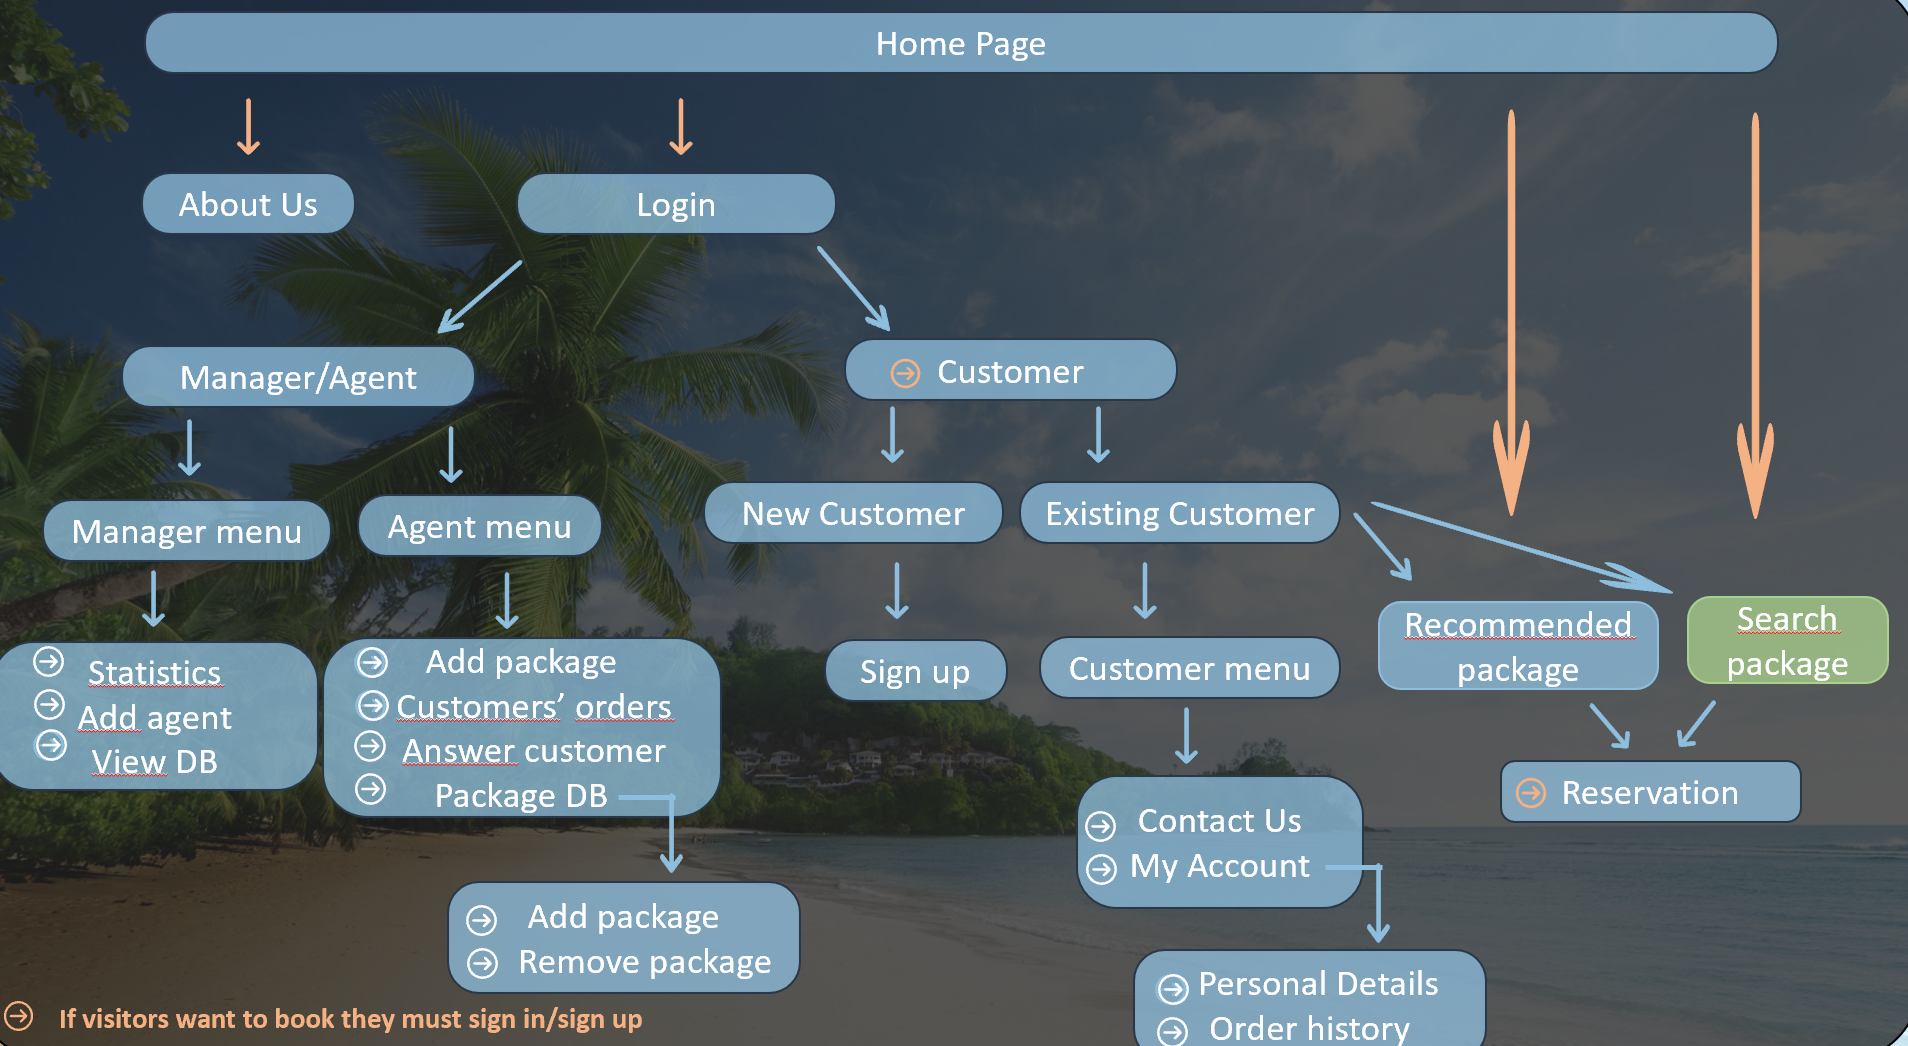 Home Page
About Us
Login
Manager/Agent
Customer
Manager menu
Agent menu
New Customer
Existing Customer
Statistics
Add agent
View DB
Add package
Customers’ orders
Answer customer
Package DB
Sign up
Customer menu
Recommended
package
Search
package
Contact Us
My Account
Reservation
Add package
Remove package
Personal Details
Order history
If visitors want to book they must sign in/sign up